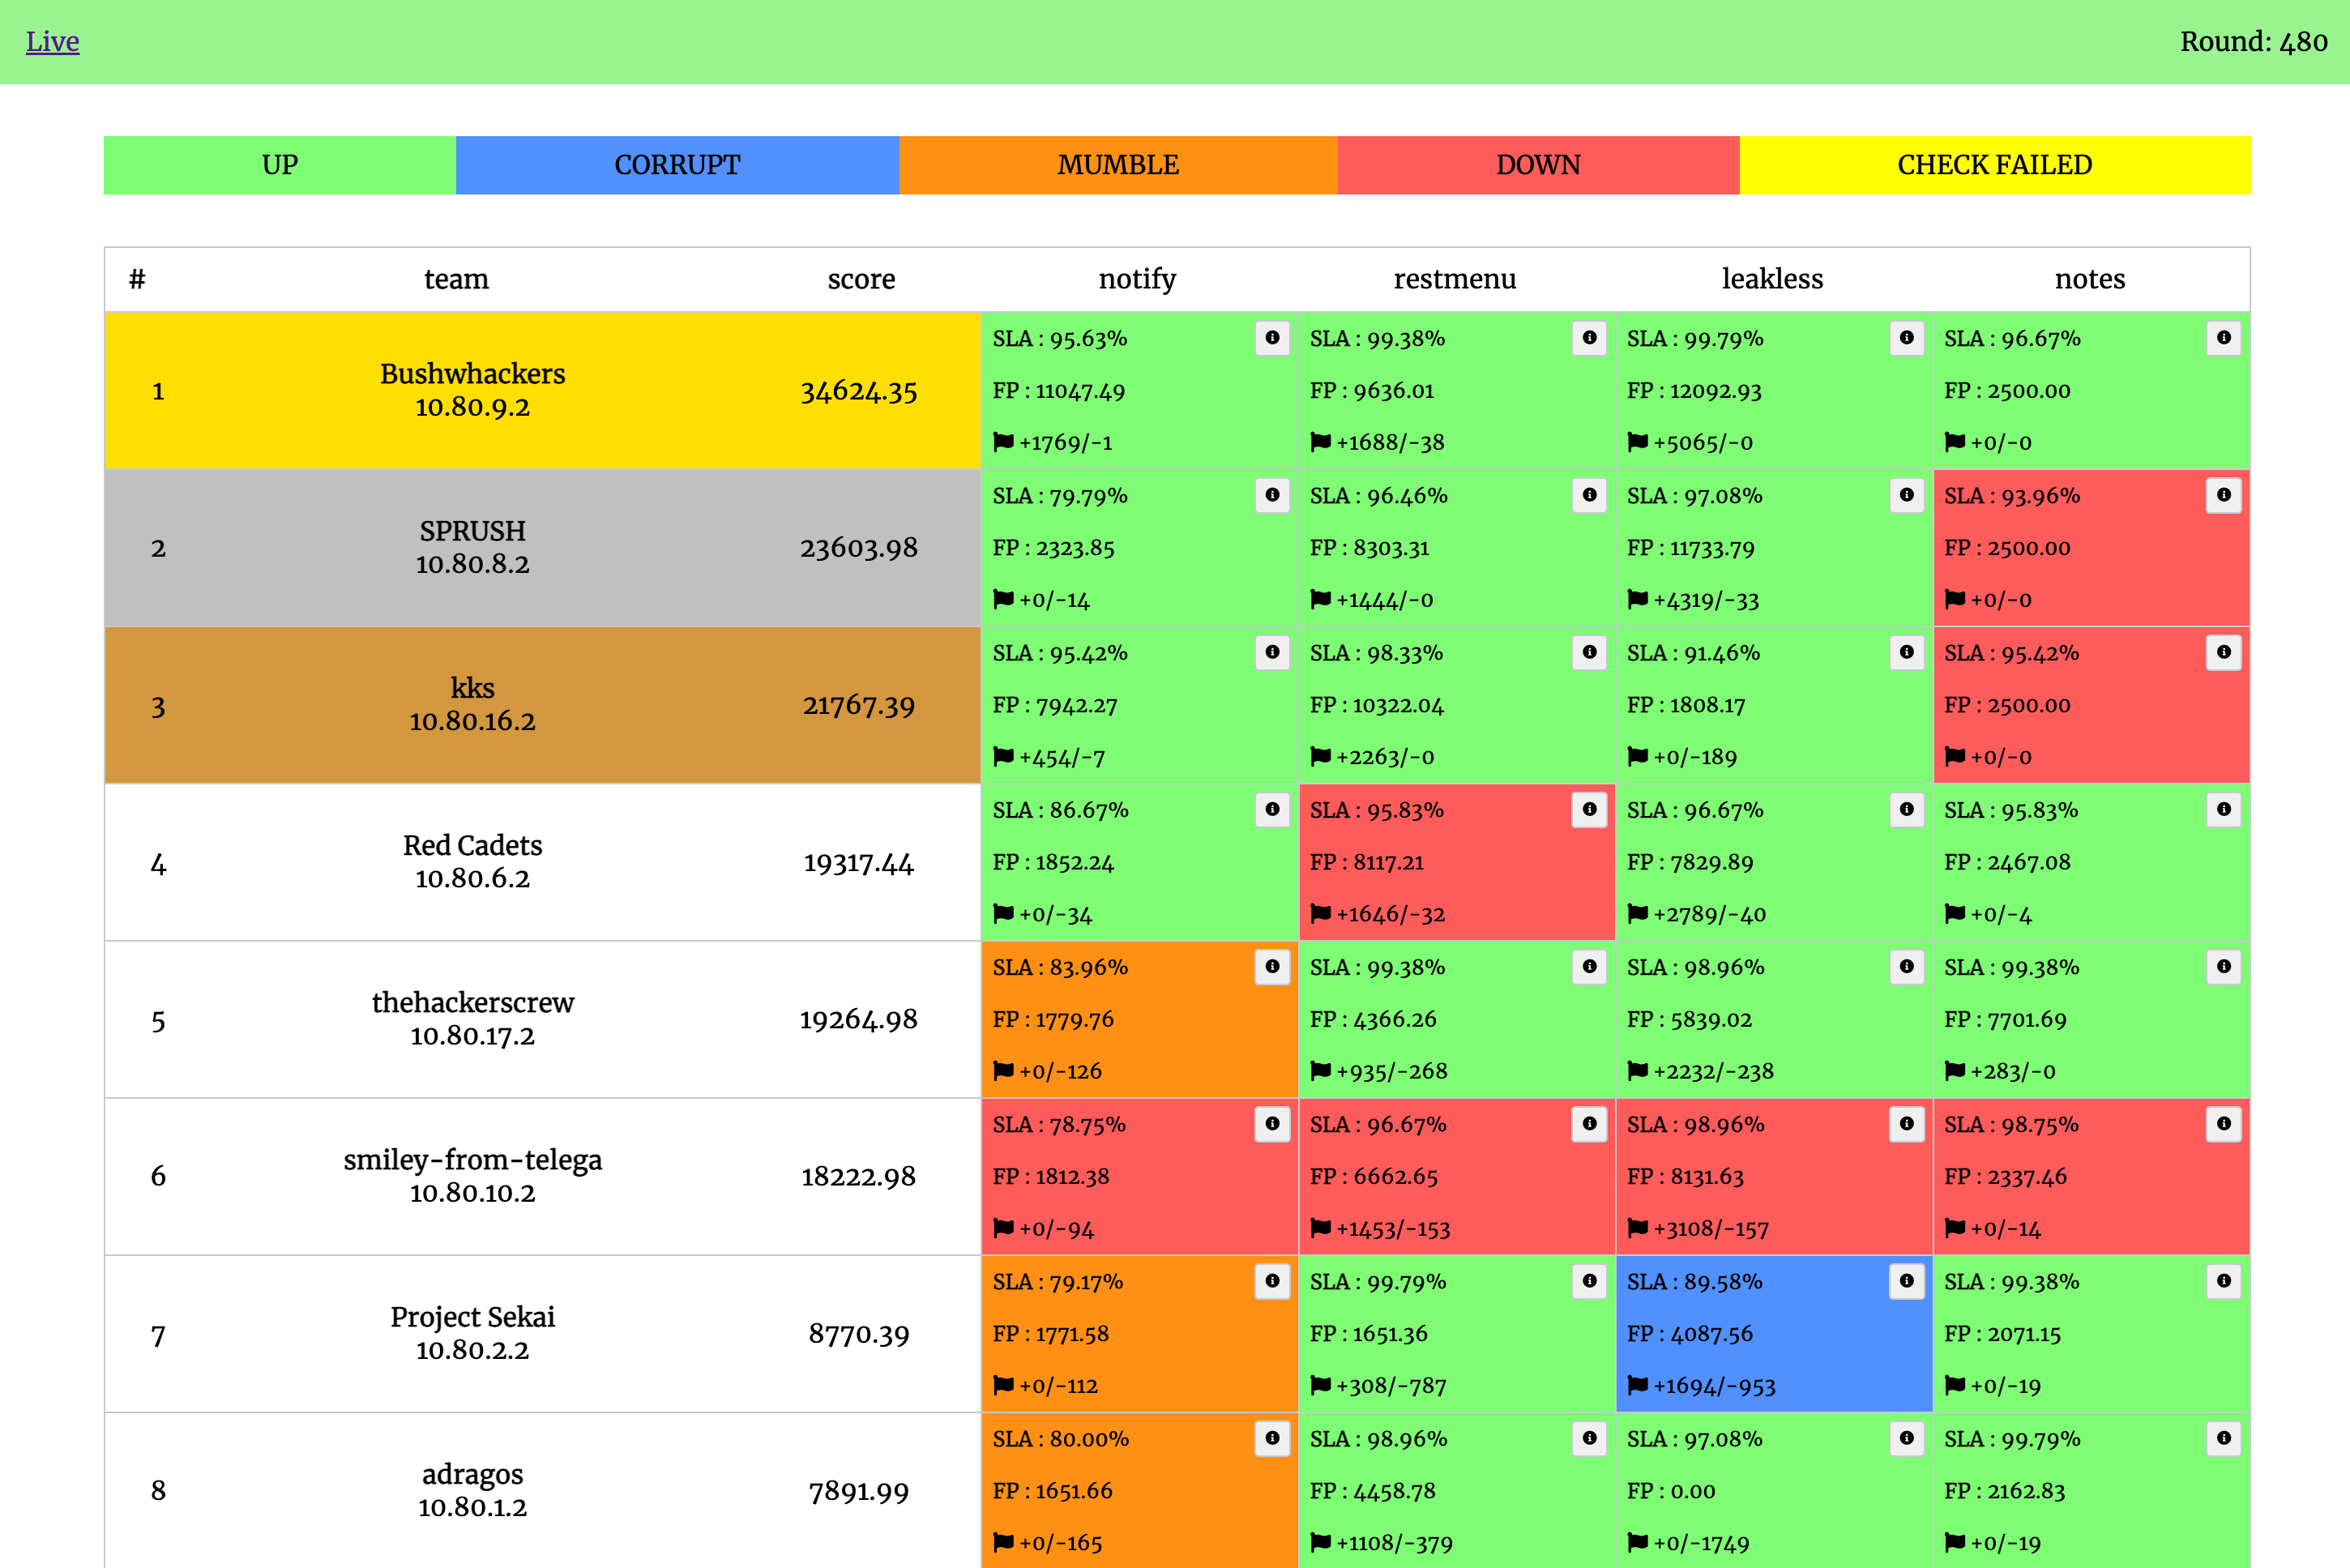 Live
Round: 480
UP
CORRUPT
MUMBLE
DOWN
CHECK FAILED
# team score notify restmenu leakless notes
1
Bushwhackers
10.80.9.2
34624.35
SLA : 95.63%
FP : 11047.49
+1769/-1
SLA : 99.38%
FP : 9636.01
+1688/-38
SLA : 99.79%
FP : 12092.93
+5065/-0
SLA : 96.67%
FP : 2500.00
+0/-0
2
SPRUSH
10.80.8.2
23603.98
SLA : 79.79%
FP : 2323.85
+0/-14
SLA : 96.46%
FP : 8303.31
+1444/-0
SLA : 97.08%
FP : 11733.79
+4319/-33
SLA : 93.96%
FP : 2500.00
+0/-0
3
kks
10.80.16.2
21767.39
SLA : 95.42%
FP : 7942.27
+454/-7
SLA : 98.33%
FP : 10322.04
+2263/-0
SLA : 91.46%
FP : 1808.17
+0/-189
SLA : 95.42%
FP : 2500.00
+0/-0
4
Red Cadets
10.80.6.2
19317.44
SLA : 86.67%
FP : 1852.24
+0/-34
SLA : 95.83%
FP : 8117.21
+1646/-32
SLA : 96.67%
FP : 7829.89
+2789/-40
SLA : 95.83%
FP : 2467.08
+0/-4
5
thehackerscrew
10.80.17.2
19264.98
SLA : 83.96%
FP : 1779.76
+0/-126
SLA : 99.38%
FP : 4366.26
+935/-268
SLA : 98.96%
FP : 5839.02
+2232/-238
SLA : 99.38%
FP : 7701.69
+283/-0
6
smiley-from-telega
10.80.10.2
18222.98
SLA : 78.75%
FP : 1812.38
+0/-94
SLA : 96.67%
FP : 6662.65
+1453/-153
SLA : 98.96%
FP : 8131.63
+3108/-157
SLA : 98.75%
FP : 2337.46
+0/-14
7
Project Sekai
10.80.2.2
8770.39
SLA : 79.17%
FP : 1771.58
+0/-112
SLA : 99.79%
FP : 1651.36
+308/-787
SLA : 89.58%
FP : 4087.56
+1694/-953
SLA : 99.38%
FP : 2071.15
+0/-19
8
adragos
10.80.1.2
7891.99
SLA : 80.00%
FP : 1651.66
+0/-165
SLA : 98.96%
FP : 4458.78
+1108/-379
SLA : 97.08%
FP : 0.00
+0/-1749
SLA : 99.79%
FP : 2162.83
+0/-19